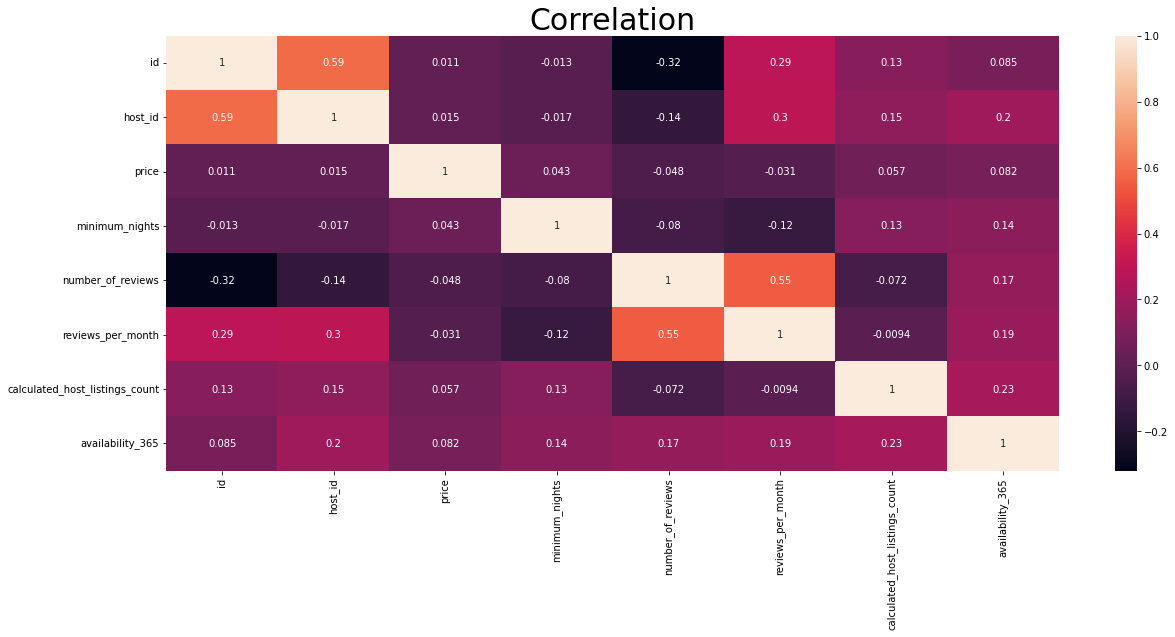 Correlation
id 1 0.59 0.011 -0.013 -0.32 0.29 0.13 0.085
host_id 0.59 1 0.015 -0.017 -0.14 0.3 0.15 0.2
price 0.011 0.015 1 0.043 -0.048 -0.031 0.057 0.082
minimum_nights -0.013 -0.017 0.043 1 -0.08 -0.12 0.13 0.14
number_of_reviews -0.32 -0.14 -0.048 -0.08 1 0.55 -0.072 0.17
reviews_per_month 0.29 0.3 -0.031 -0.12 0.55 1 -0.0094 0.19
calculated_host_listings_count 0.13 0.15 0.057 0.13 -0.072 -0.0094 1 0.23
availability_365 0.085 0.2 0.082 0.14 0.17 0.19 0.23 1
id
host_id
price
minimum_nights
number_of_reviews
reviews_per_month
calculated_host_listings_count
availability_365
1.0
0.8
0.6
0.4
0.2
0.0
−0.2